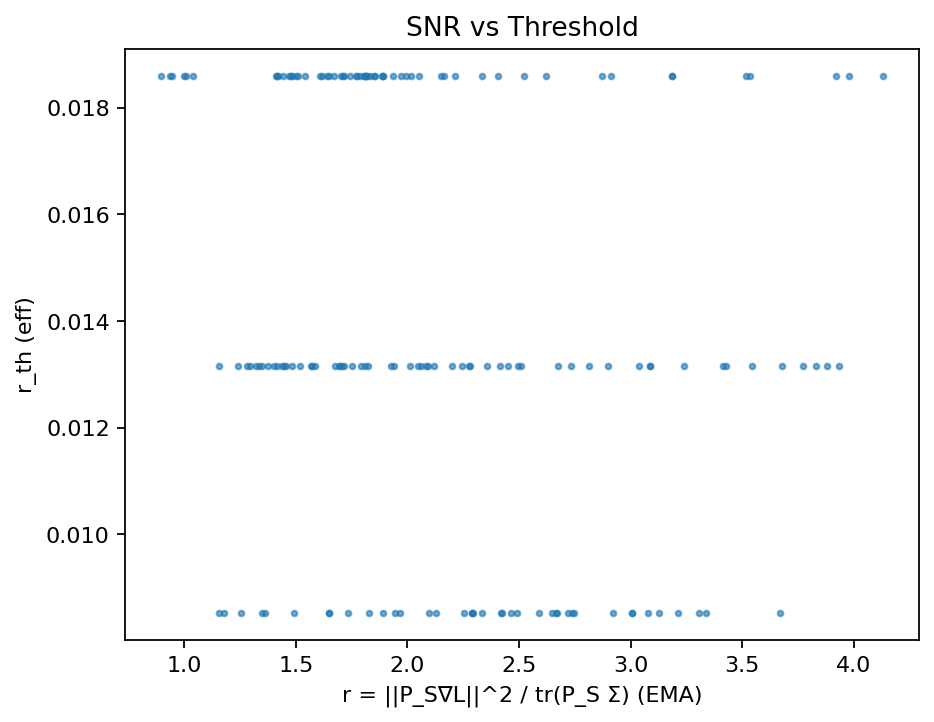 SNR vs Threshold
0.018
0.016
0.014
0.012
0.010
r_th (eff)
1.0 1.5 2.0 2.5 3.0 3.5 4.0
r = ||P_S∇L||^2 / tr(P_S Σ) (EMA)